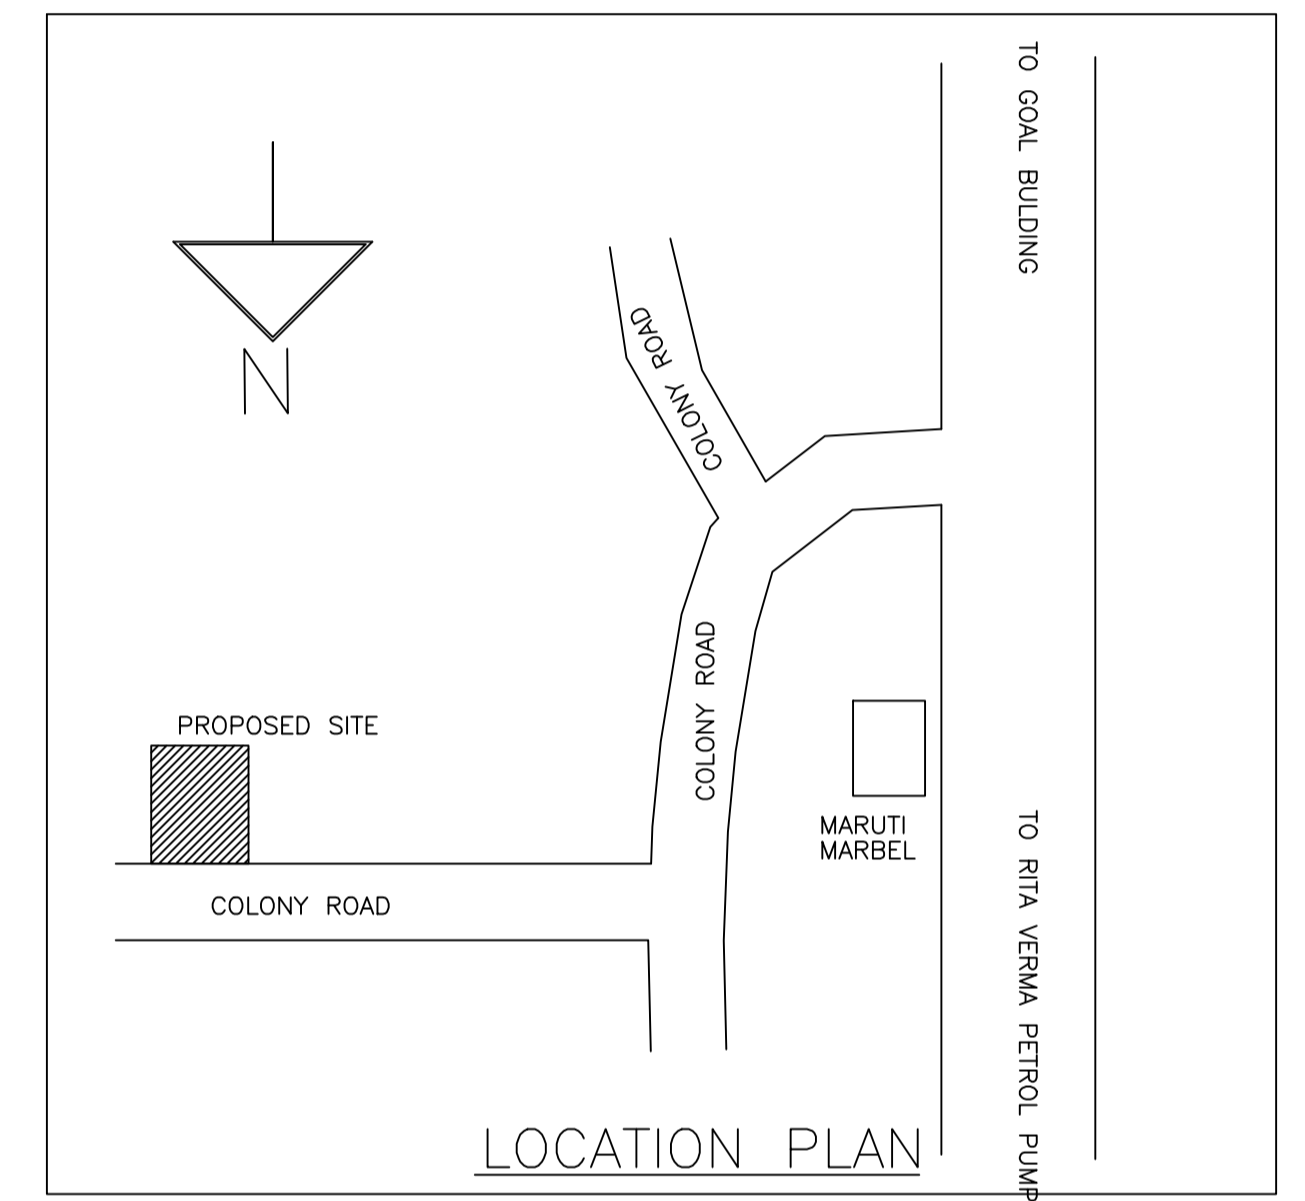 TO GOAL BULDING
N
COLONY ROAD
COLONY ROAD
PROPOSED SITE
MARUTI
MARBEL
COLONY ROAD
TO RITA VERMA PETROL PUMP
LOCATION PLAN